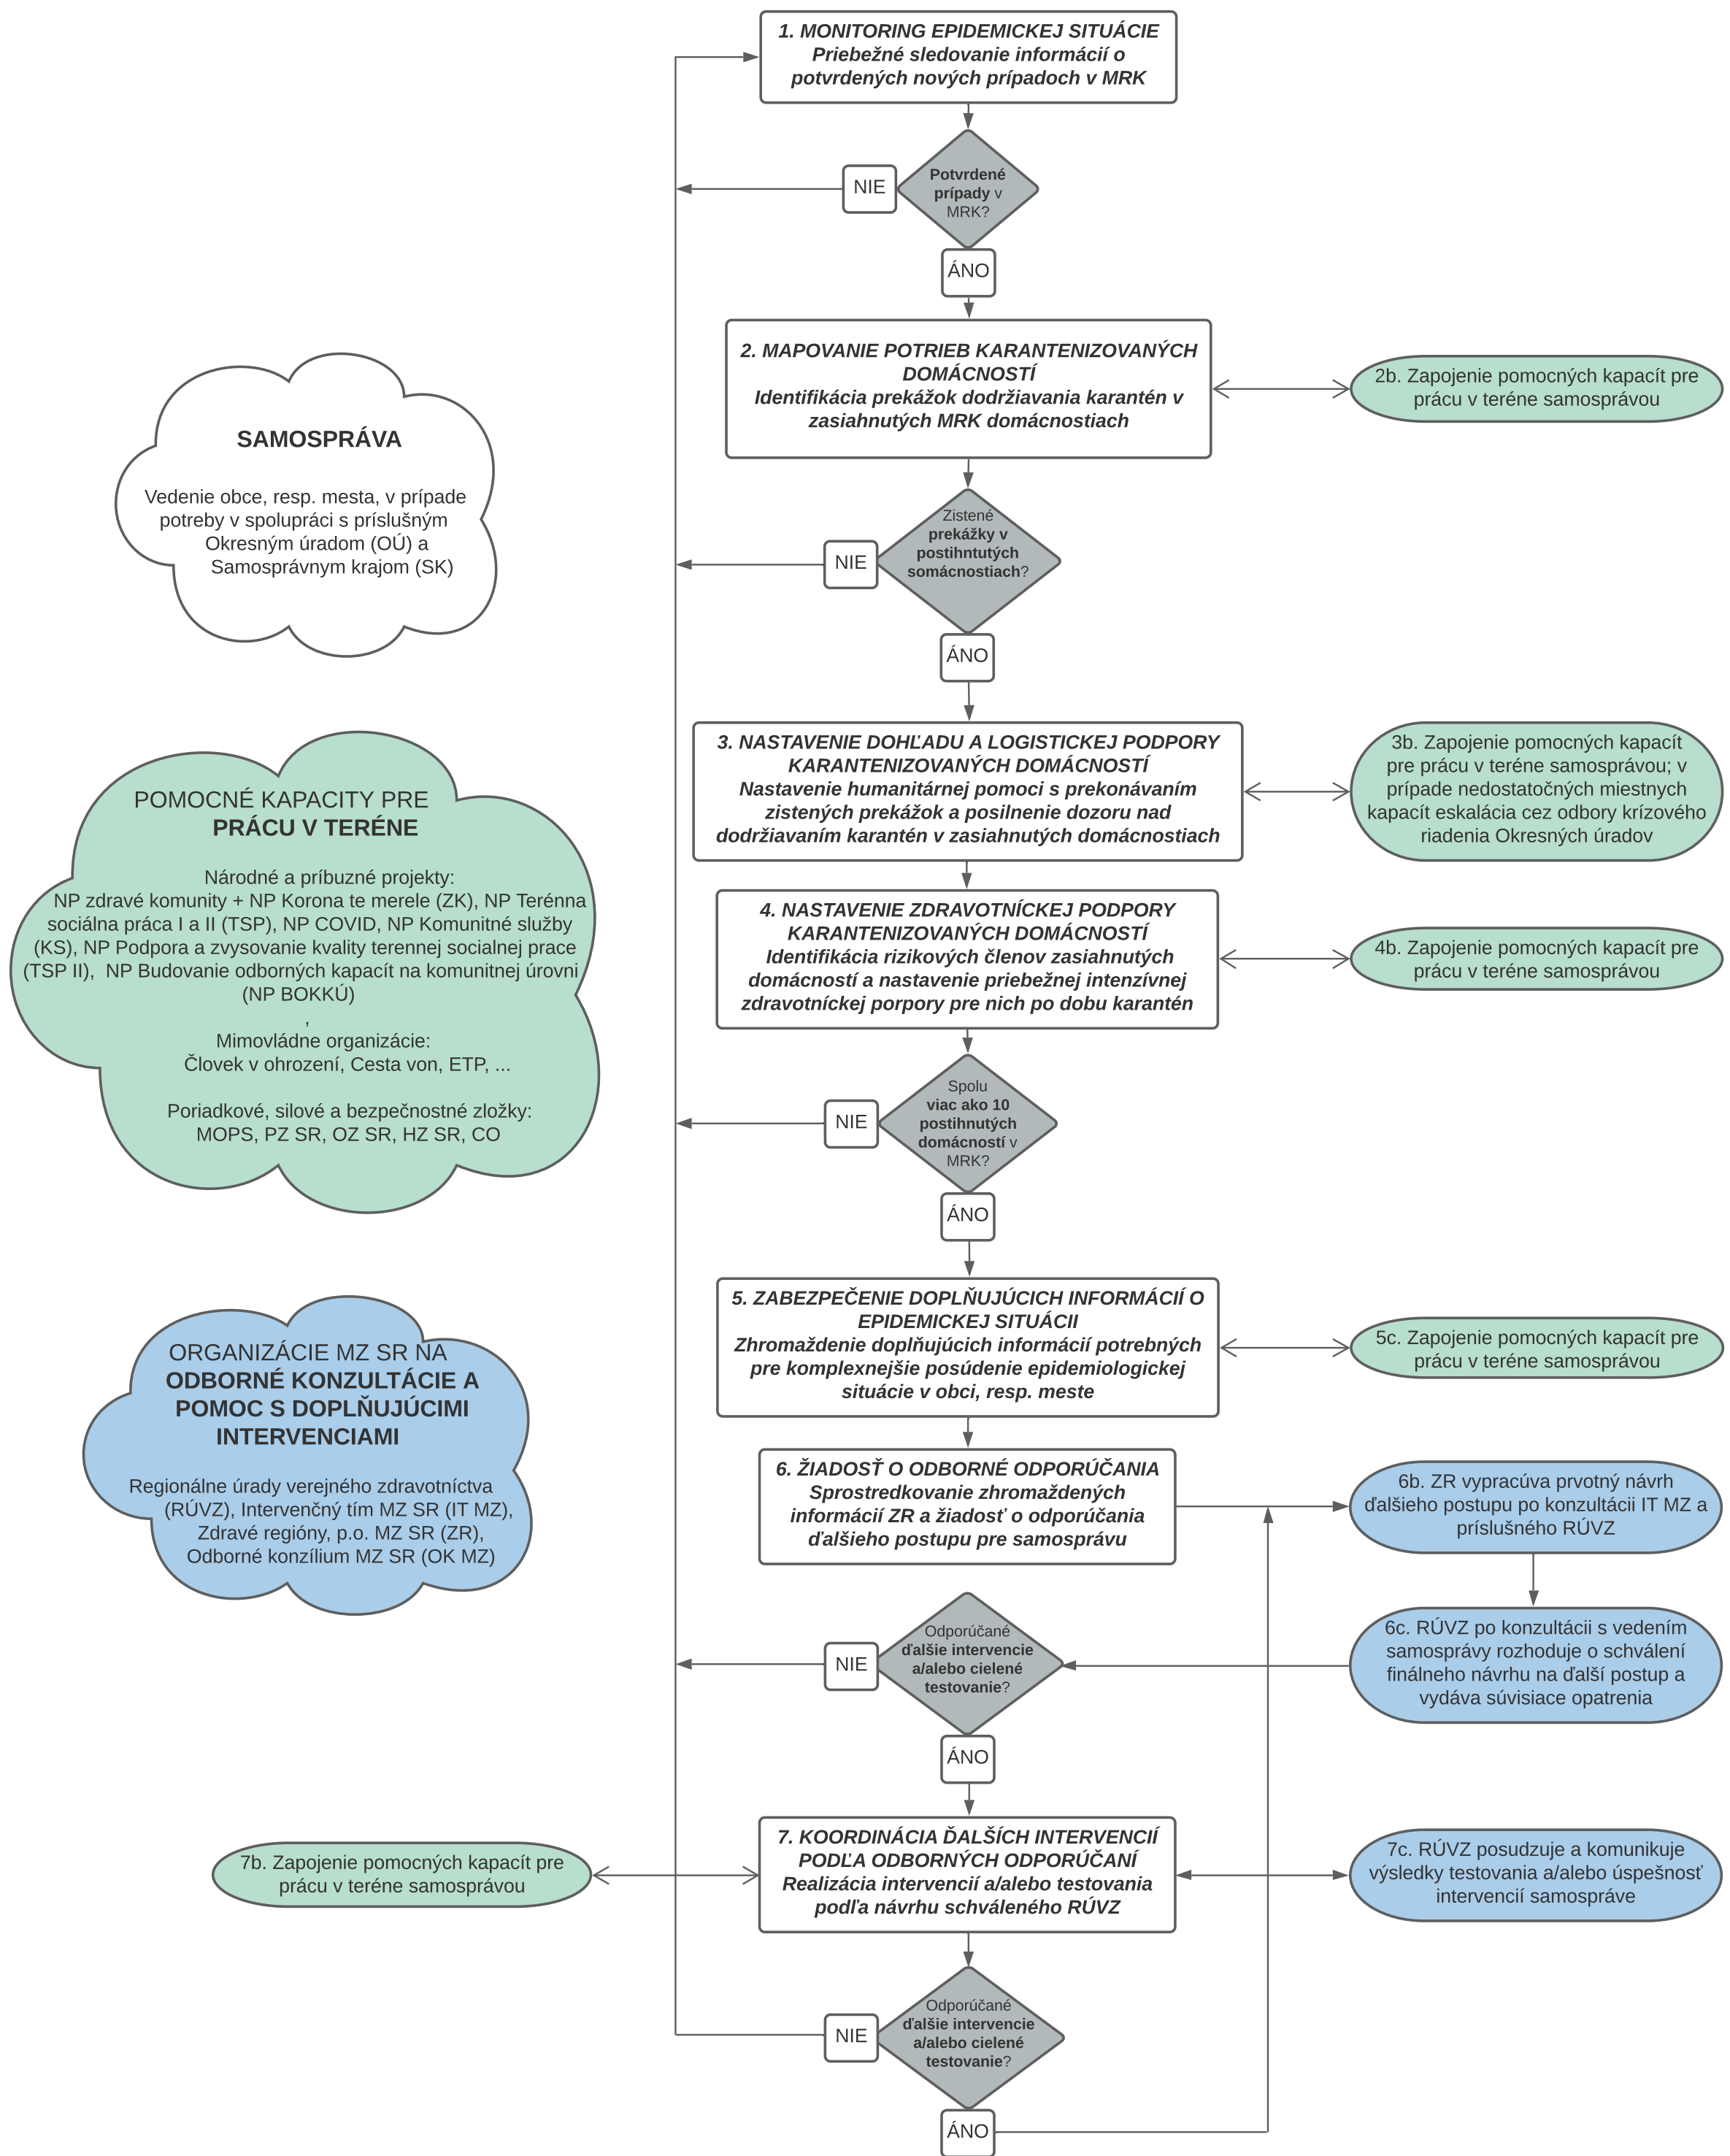 1. MONITORING EPIDEMICKEJ SITUÁCIE
Priebežné sledovanie informácií o
potvrdených nových prípadoch v MRK
NIE
Potvrdené
prípady v
MRK?
ÁNO
2. MAPOVANIE POTRIEB KARANTENIZOVANÝCH
DOMÁCNOSTÍ
Identifikácia prekážok dodržiavania karantén v
zasiahnutých MRK domácnostiach
2b. Zapojenie pomocných kapacít pre
prácu v teréne samosprávou
SAMOSPRÁVA
Vedenie obce, resp. mesta, v prípade
potreby v spolupráci s príslušným
Okresným úradom (OÚ) a
Samosprávnym krajom (SK)
NIE
Zistené
prekážky v
postihntutých
somácnostiach?
ÁNO
3. NASTAVENIE DOHĽADU A LOGISTICKEJ PODPORY
KARANTENIZOVANÝCH DOMÁCNOSTÍ
Nastavenie humanitárnej pomoci s prekonávaním
zistených prekážok a posilnenie dozoru nad
dodržiavaním karantén v zasiahnutých domácnostiach
3b. Zapojenie pomocných kapacít
pre prácu v teréne samosprávou; v
prípade nedostatočných miestnych
kapacít eskalácia cez odbory krízového
riadenia Okresných úradov
POMOCNÉ KAPACITY PRE
PRÁCU V TERÉNE
Národné a príbuzné projekty:
NP zdravé komunity + NP Korona te merele (ZK), NP Terénna
sociálna práca I a II (TSP), NP COVID, NP Komunitné služby
(KS), NP Podpora a zvysovanie kvality terennej socialnej prace
(TSP II), NP Budovanie odborných kapacít na komunitnej úrovni
(NP BOKKÚ)
,
Mimovládne organizácie:
Človek v ohrození, Cesta von, ETP, ...
Poriadkové, silové a bezpečnostné zložky:
MOPS, PZ SR, OZ SR, HZ SR, CO
4. NASTAVENIE ZDRAVOTNÍCKEJ PODPORY
KARANTENIZOVANÝCH DOMÁCNOSTÍ
Identifikácia rizikových členov zasiahnutých
domácností a nastavenie priebežnej intenzívnej
zdravotníckej porpory pre nich po dobu karantén
4b. Zapojenie pomocných kapacít pre
prácu v teréne samosprávou
NIE
Spolu
viac ako 10
postihnutých
domácností v
MRK?
ÁNO
5. ZABEZPEČENIE DOPLŇUJÚCICH INFORMÁCIÍ O
EPIDEMICKEJ SITUÁCII
Zhromaždenie doplňujúcich informácií potrebných
pre komplexnejšie posúdenie epidemiologickej
situácie v obci, resp. meste
5c. Zapojenie pomocných kapacít pre
prácu v teréne samosprávou
ORGANIZÁCIE MZ SR NA
ODBORNÉ KONZULTÁCIE A
POMOC S DOPLŇUJÚCIMI
INTERVENCIAMI
Regionálne úrady verejného zdravotníctva
(RÚVZ), Intervenčný tím MZ SR (IT MZ),
Zdravé regióny, p.o. MZ SR (ZR),
Odborné konzílium MZ SR (OK MZ)
6. ŽIADOSŤ O ODBORNÉ ODPORÚČANIA
Sprostredkovanie zhromaždených
informácií ZR a žiadosť o odporúčania
ďalšieho postupu pre samosprávu
6b. ZR vypracúva prvotný návrh
ďalšieho postupu po konzultácii IT MZ a
príslušného RÚVZ
6c. RÚVZ po konzultácii s vedením
samosprávy rozhoduje o schválení
finálneho návrhu na ďalší postup a
vydáva súvisiace opatrenia
NIE
Odporúčané
ďalšie intervencie
a/alebo cielené
testovanie?
ÁNO
7b. Zapojenie pomocných kapacít pre
prácu v teréne samosprávou
7. KOORDINÁCIA ĎALŠÍCH INTERVENCIÍ
PODĽA ODBORNÝCH ODPORÚČANÍ
Realizácia intervencií a/alebo testovania
podľa návrhu schváleného RÚVZ
7c. RÚVZ posudzuje a komunikuje
výsledky testovania a/alebo úspešnosť
intervencií samospráve
NIE
Odporúčané
ďalšie intervencie
a/alebo cielené
testovanie?
ÁNO